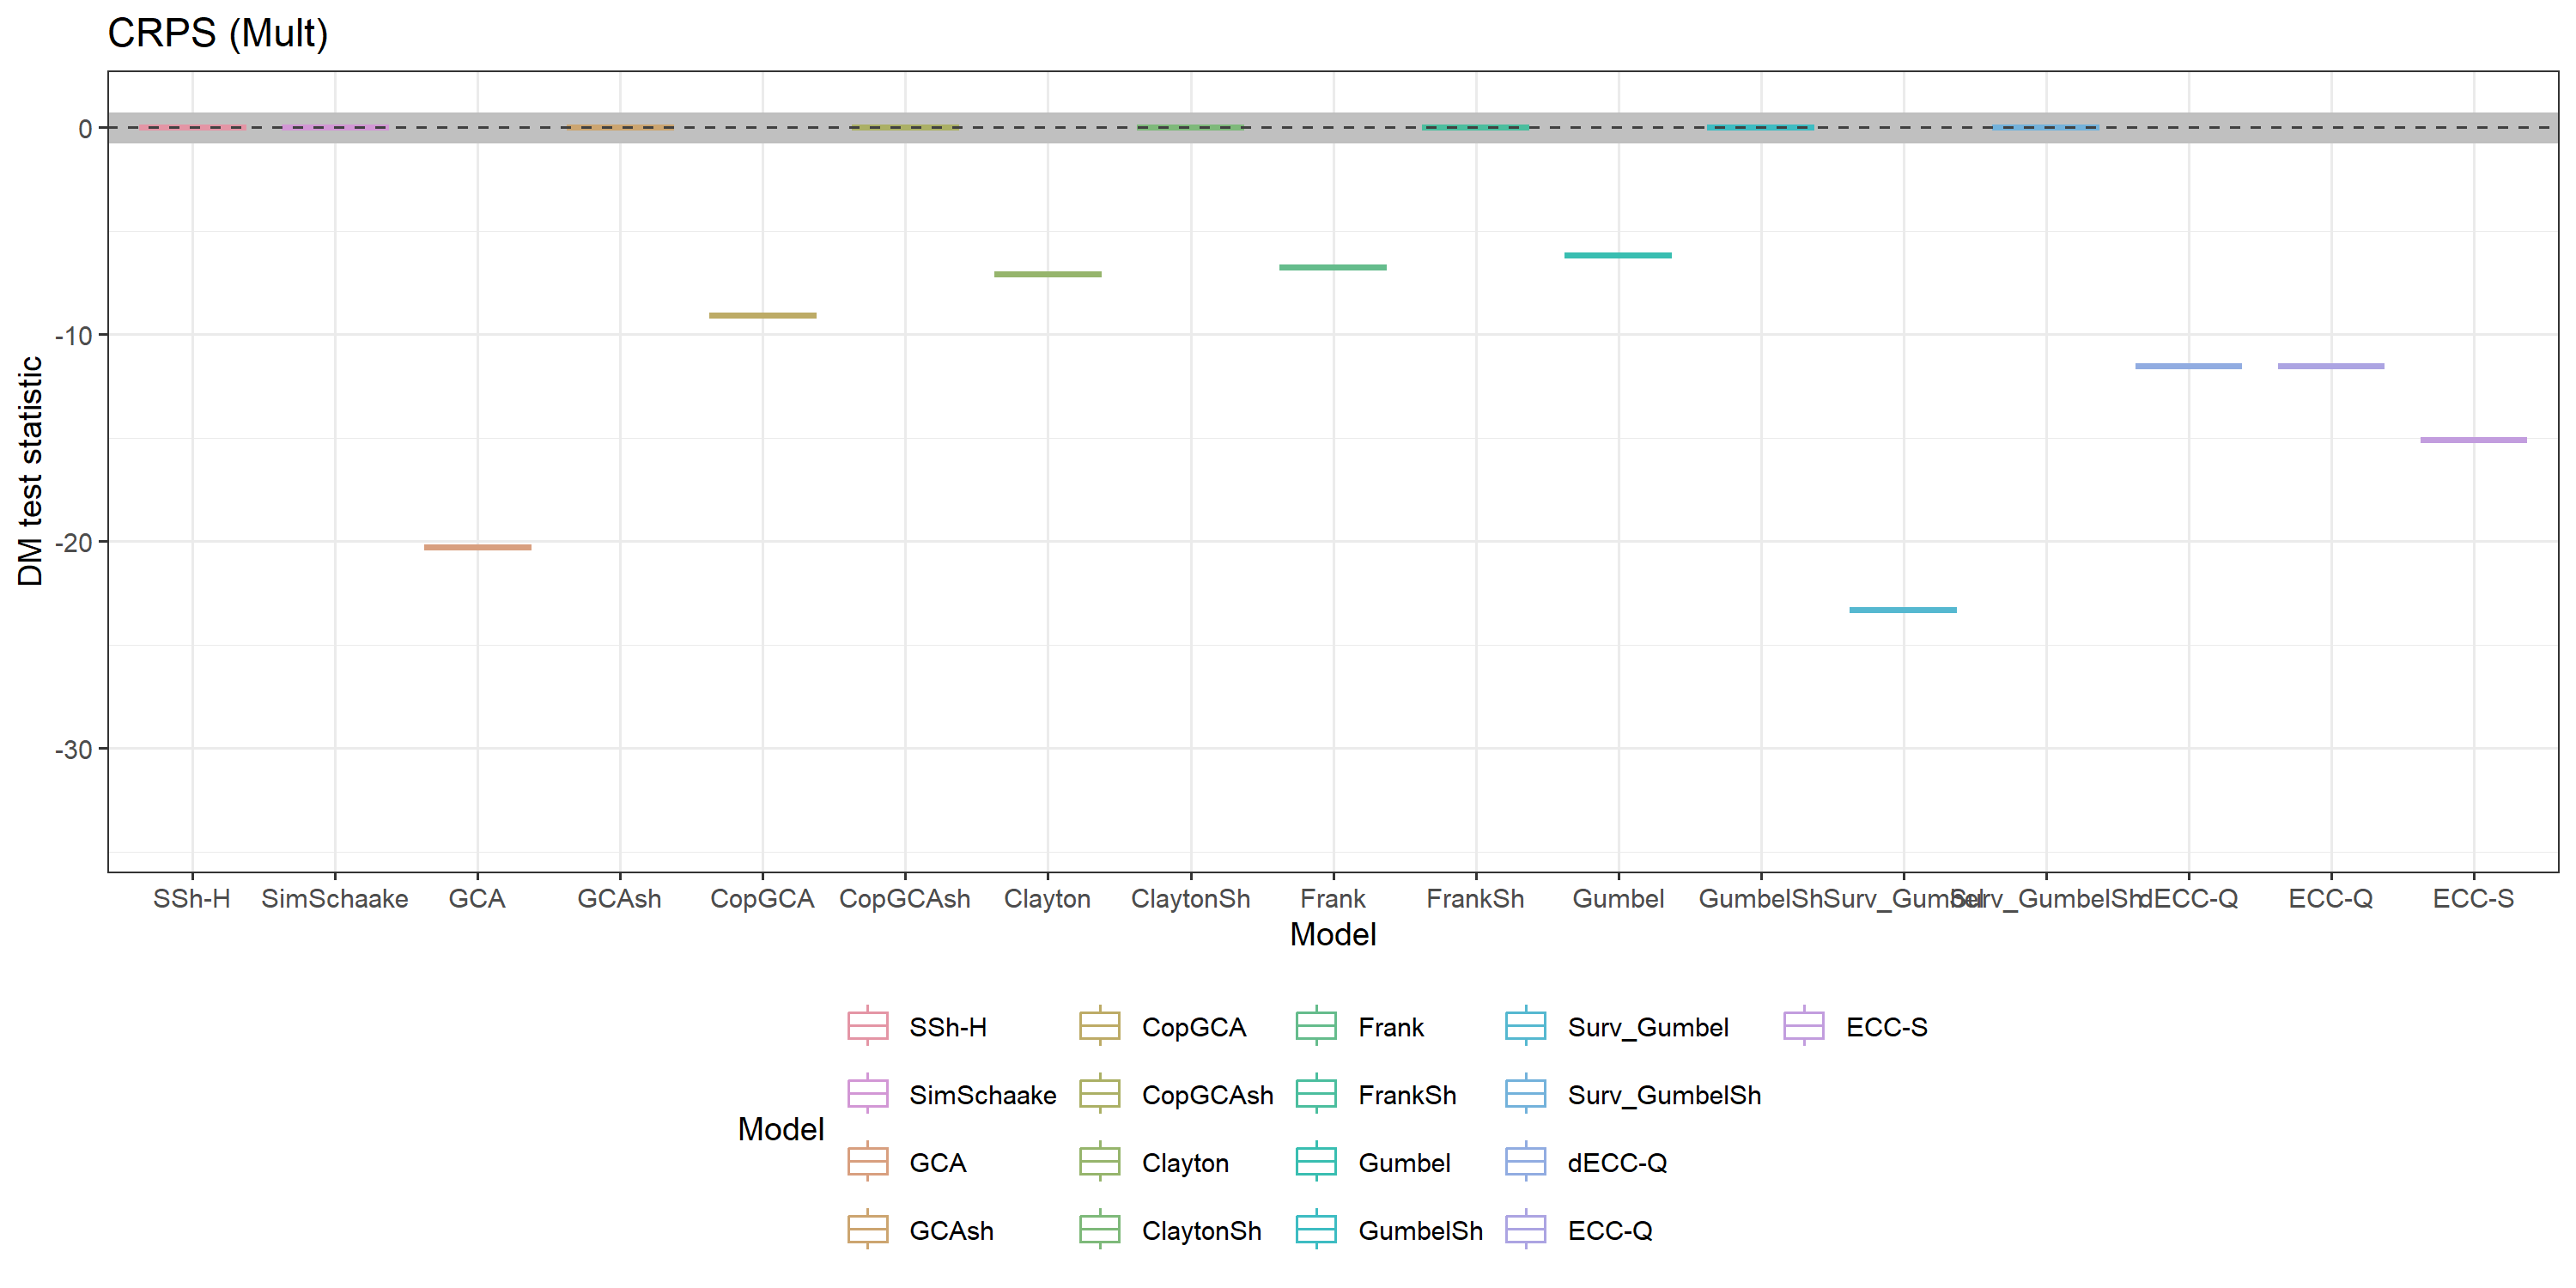 CRPS (Mult)
DM test statistic
0
-10
-20
-30
SSh-H SimSchaake GCA GCAsh CopGCA CopGCAsh Clayton ClaytonSh Frank FrankSh Gumbel GumbelSh Surv_Gumbel Surv_GumbelSh dECC-Q ECC-Q ECC-S
Model
Model
SSh-H CopGCA Frank Surv_Gumbel ECC-S
SimSchaake CopGCAsh FrankSh Surv_GumbelSh
GCA Clayton Gumbel dECC-Q
GCAsh ClaytonSh GumbelSh ECC-Q